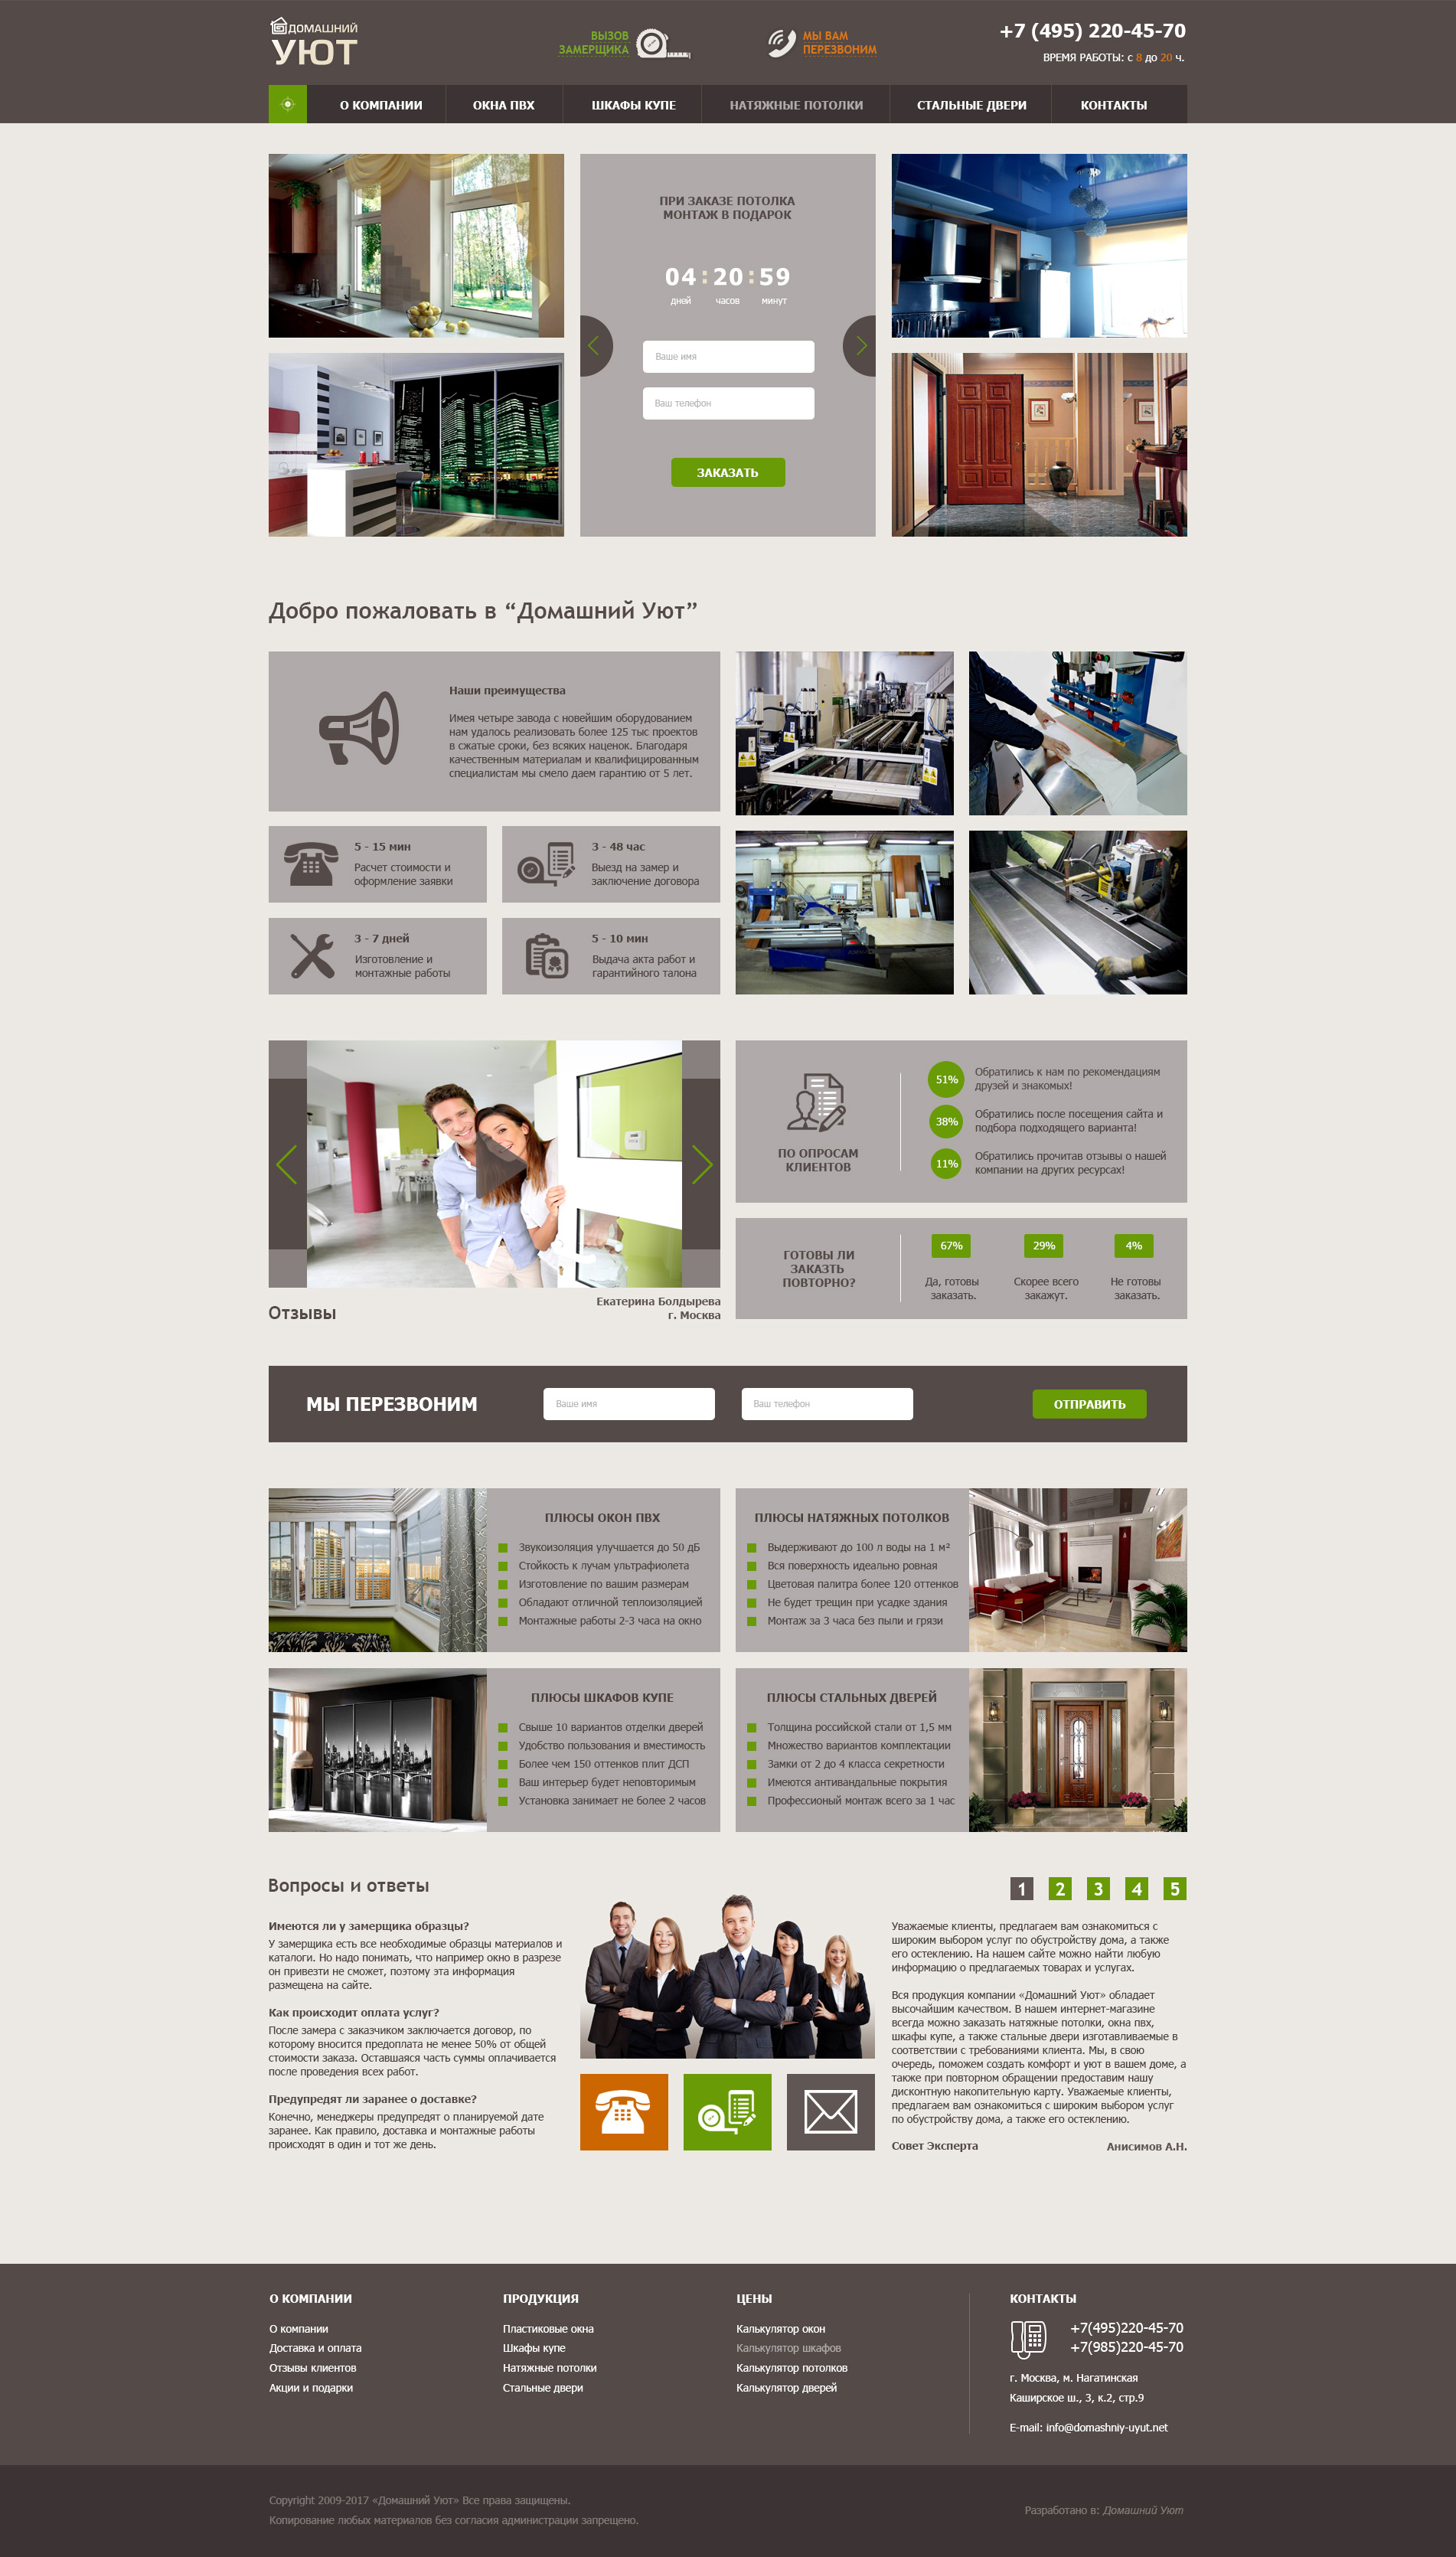 ДОМАШНИЙ
УЮТ
ВЫЗОВ
ЗАМЕРЩИКА
МЫ ВАМ
ПЕРЕЗВОНИМ
+7 (495) 220-45-70
ВРЕМЯ РАБОТЫ: с 8 до 20 ч.
О КОМПАНИИ
ОКНА ПВХ
ШКАФЫ КУПЕ
НАТЯЖНЫЕ ПОТОЛКИ
СТАЛЬНЫЕ ДВЕРИ
КОНТАКТЫ
ПРИ ЗАКАЗЕ ПОТОЛКА
МОНТАЖ В ПОДАРОК
04 : 20 : 59
дней часов минут
Ваше имя
Ваш телефон
ЗАКАЗАТЬ
Добро пожаловать в “Домашний Уют”
Наши преимущества
Имея четыре завода с новейшим оборудованием
нам удалось реализовать более 125 тыс проектов
в сжатые сроки, без всяких наценок. Благодаря
качественным материалам и квалифицированным
специалистам мы смело даем гарантию от 5 лет.
5 - 15 мин
Расчет стоимости и
оформление заявки
3 - 48 час
Выезд на замер и
заключение договора
3 - 7 дней
Изготовление и
монтажные работы
5 - 10 мин
Выдача акта работ и
гарантийного талона
Отзывы
Екатерина Болдырева
г. Москва
ПО ОПРОСАМ
КЛИЕНТОВ
51%
Обратились к нам по рекомендациям
друзей и знакомых!
38%
Обратились после посещения сайта и
подбора подходящего варианта!
11%
Обратились прочитав отзывы о нашей
компании на других ресурсах!
ГОТОВЫ ЛИ
ЗАКАЗТЬ
ПОВТОРНО?
67%
Да, готовы
заказать.
29%
Скорее всего
закажут.
4%
Не готовы
заказать.
МЫ ПЕРЕЗВОНИМ
Ваше имя
Ваш телефон
ОТПРАВИТЬ
ПЛЮСЫ ОКОН ПВХ
Звукоизоляция улучшается до 50 дБ
Стойкость к лучам ультрафиолета
Изготовление по вашим размерам
Обладают отличной теплоизоляцией
Монтажные работы 2-3 часа на окно
ПЛЮСЫ НАТЯЖНЫХ ПОТОЛКОВ
Выдерживают до 100 л воды на 1 м²
Вся поверхность идеально ровная
Цветовая палитра более 120 оттенков
Не будет трещин при усадке здания
Монтаж за 3 часа без пыли и грязи
ПЛЮСЫ ШКАФОВ КУПЕ
Свыше 10 вариантов отделки дверей
Удобство пользования и вместимость
Более чем 150 оттенков плит ДСП
Ваш интерьер будет неповторимым
Установка занимает не более 2 часов
ПЛЮСЫ СТАЛЬНЫХ ДВЕРЕЙ
Толщина российской стали от 1,5 мм
Множество вариантов комплектации
Замки от 2 до 4 класса секретности
Имеются антивандальные покрытия
Профессионый монтаж всего за 1 час
Вопросы и ответы
1 2 3 4 5
Имеются ли у замерщика образцы?
У замерщика есть все необходимые образцы материалов и
каталоги. Но надо понимать, что например окно в разрезе
он привезти не сможет, поэтому эта информация
размещена на сайте.
Как происходит оплата услуг?
После замера с заказчиком заключается договор, по
которому вносится предоплата не менее 50% от общей
стоимости заказа. Оставшаяся часть суммы оплачивается
после проведения всех работ.
Предупредят ли заранее о доставке?
Конечно, менеджеры предупредят о планируемой дате
заранее. Как правило, доставка и монтажные работы
происходят в один и тот же день.
Уважаемые клиенты, предлагаем вам ознакомиться с
широким выбором услуг по обустройству дома, а также
его остеклению. На нашем сайте можно найти любую
информацию о предлагаемых товарах и услугах.
Вся продукция компании «Домашний Уют» обладает
высочайшим качеством. В нашем интернет-магазине
всегда можно заказать натяжные потолки, окна пвх,
шкафы купе, а также стальные двери изготавливаемые в
соответствии с требованиями клиента. Мы, в свою
очередь, поможем создать комфорт и уют в вашем доме, а
также при повторном обращении предоставим нашу
дисконтную накопительную карту. Уважаемые клиенты,
предлагаем вам ознакомиться с широким выбором услуг
по обустройству дома, а также его остеклению.
Совет Эксперта
Анисимов А.Н.
О КОМПАНИИ
О компании
Доставка и оплата
Отзывы клиентов
Акции и подарки
ПРОДУКЦИЯ
Пластиковые окна
Шкафы купе
Натяжные потолки
Стальные двери
ЦЕНЫ
Калькулятор окон
Калькулятор шкафов
Калькулятор потолков
Калькулятор дверей
КОНТАКТЫ
+7(495)220-45-70
+7(985)220-45-70
г. Москва, м. Нагатинская
Каширское ш., 3, к.2, стр.9
E-mail: info@domashniy-uyut.net
Copyright 2009-2017 «Домашний Уют» Все права защищены.
Копирование любых материалов без согласия администрации запрещено.
Разработано в: Домашний Уют